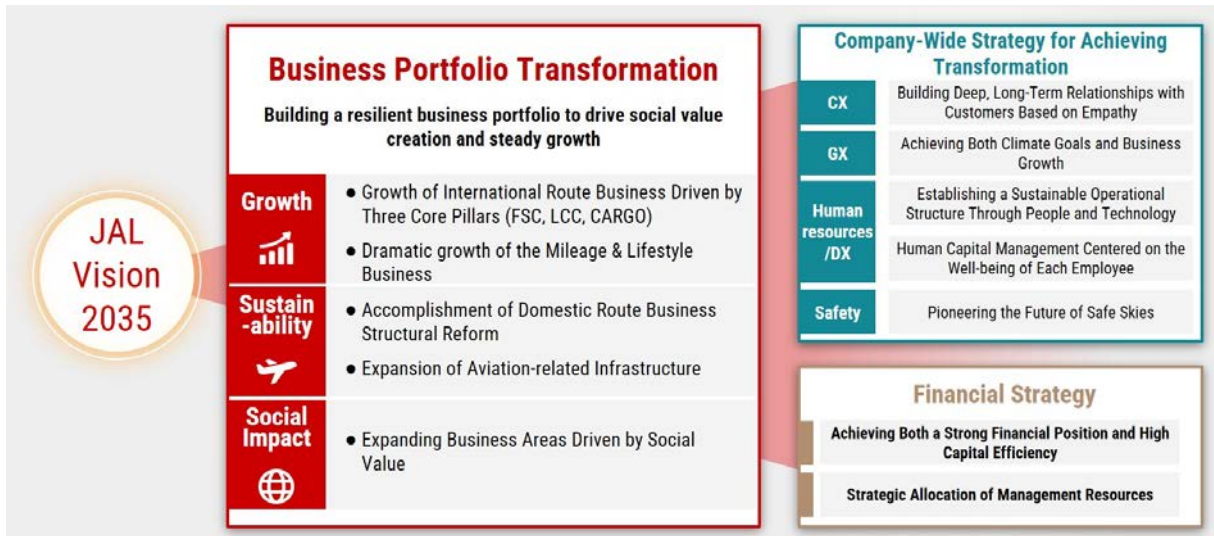 JAL
Vision
2035
Business Portfolio Transformation
Building a resilient business portfolio to drive social value
creation and steady growth
Growth
● Growth of International Route Business Driven by
Three Core Pillars (FSC, LCC, CARGO)
● Dramatic growth of the Mileage & Lifestyle
Business
Sustain
-ability
● Accomplishment of Domestic Route Business
Structural Reform
● Expansion of Aviation-related Infrastructure
Social
Impact
● Expanding Business Areas Driven by Social
Value
Company-Wide Strategy for Achieving
Transformation
CX
Building Deep, Long-Term Relationships with
Customers Based on Empathy
GX
Achieving Both Climate Goals and Business
Growth
Human
resources
/DX
Establishing a Sustainable Operational
Structure Through People and Technology
Human Capital Management Centered on the
Well-being of Each Employee
Safety
Pioneering the Future of Safe Skies
Financial Strategy
Achieving Both a Strong Financial Position and High
Capital Efficiency
Strategic Allocation of Management Resources